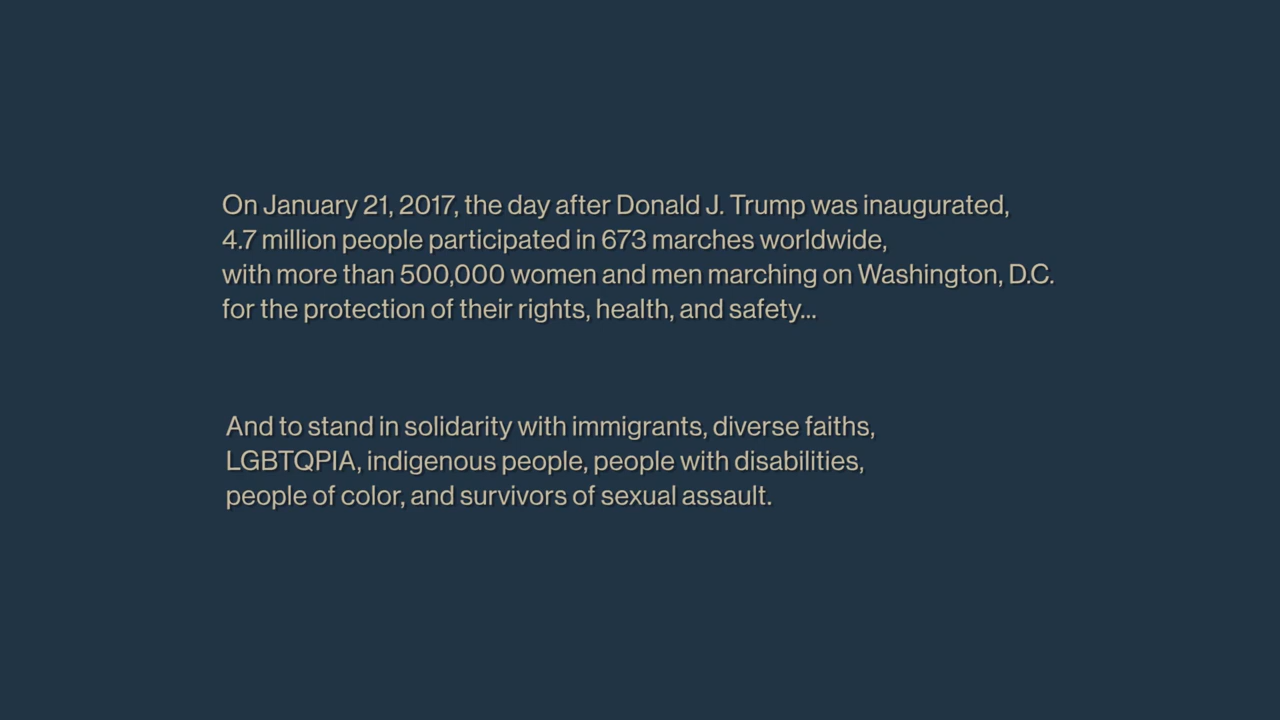 On January 21, 2017, the day after Donald J. Trump was inaugurated,
4.7 million people participated in 673 marches worldwide,
with more than 500,000 women and men marching on Washington, D.C.
for the protection of their rights, health, and safety...
And to stand in solidarity with immigrants, diverse faiths,
LGBTQPIA, indigenous people, people with disabilities,
people of color, and survivors of sexual assault.